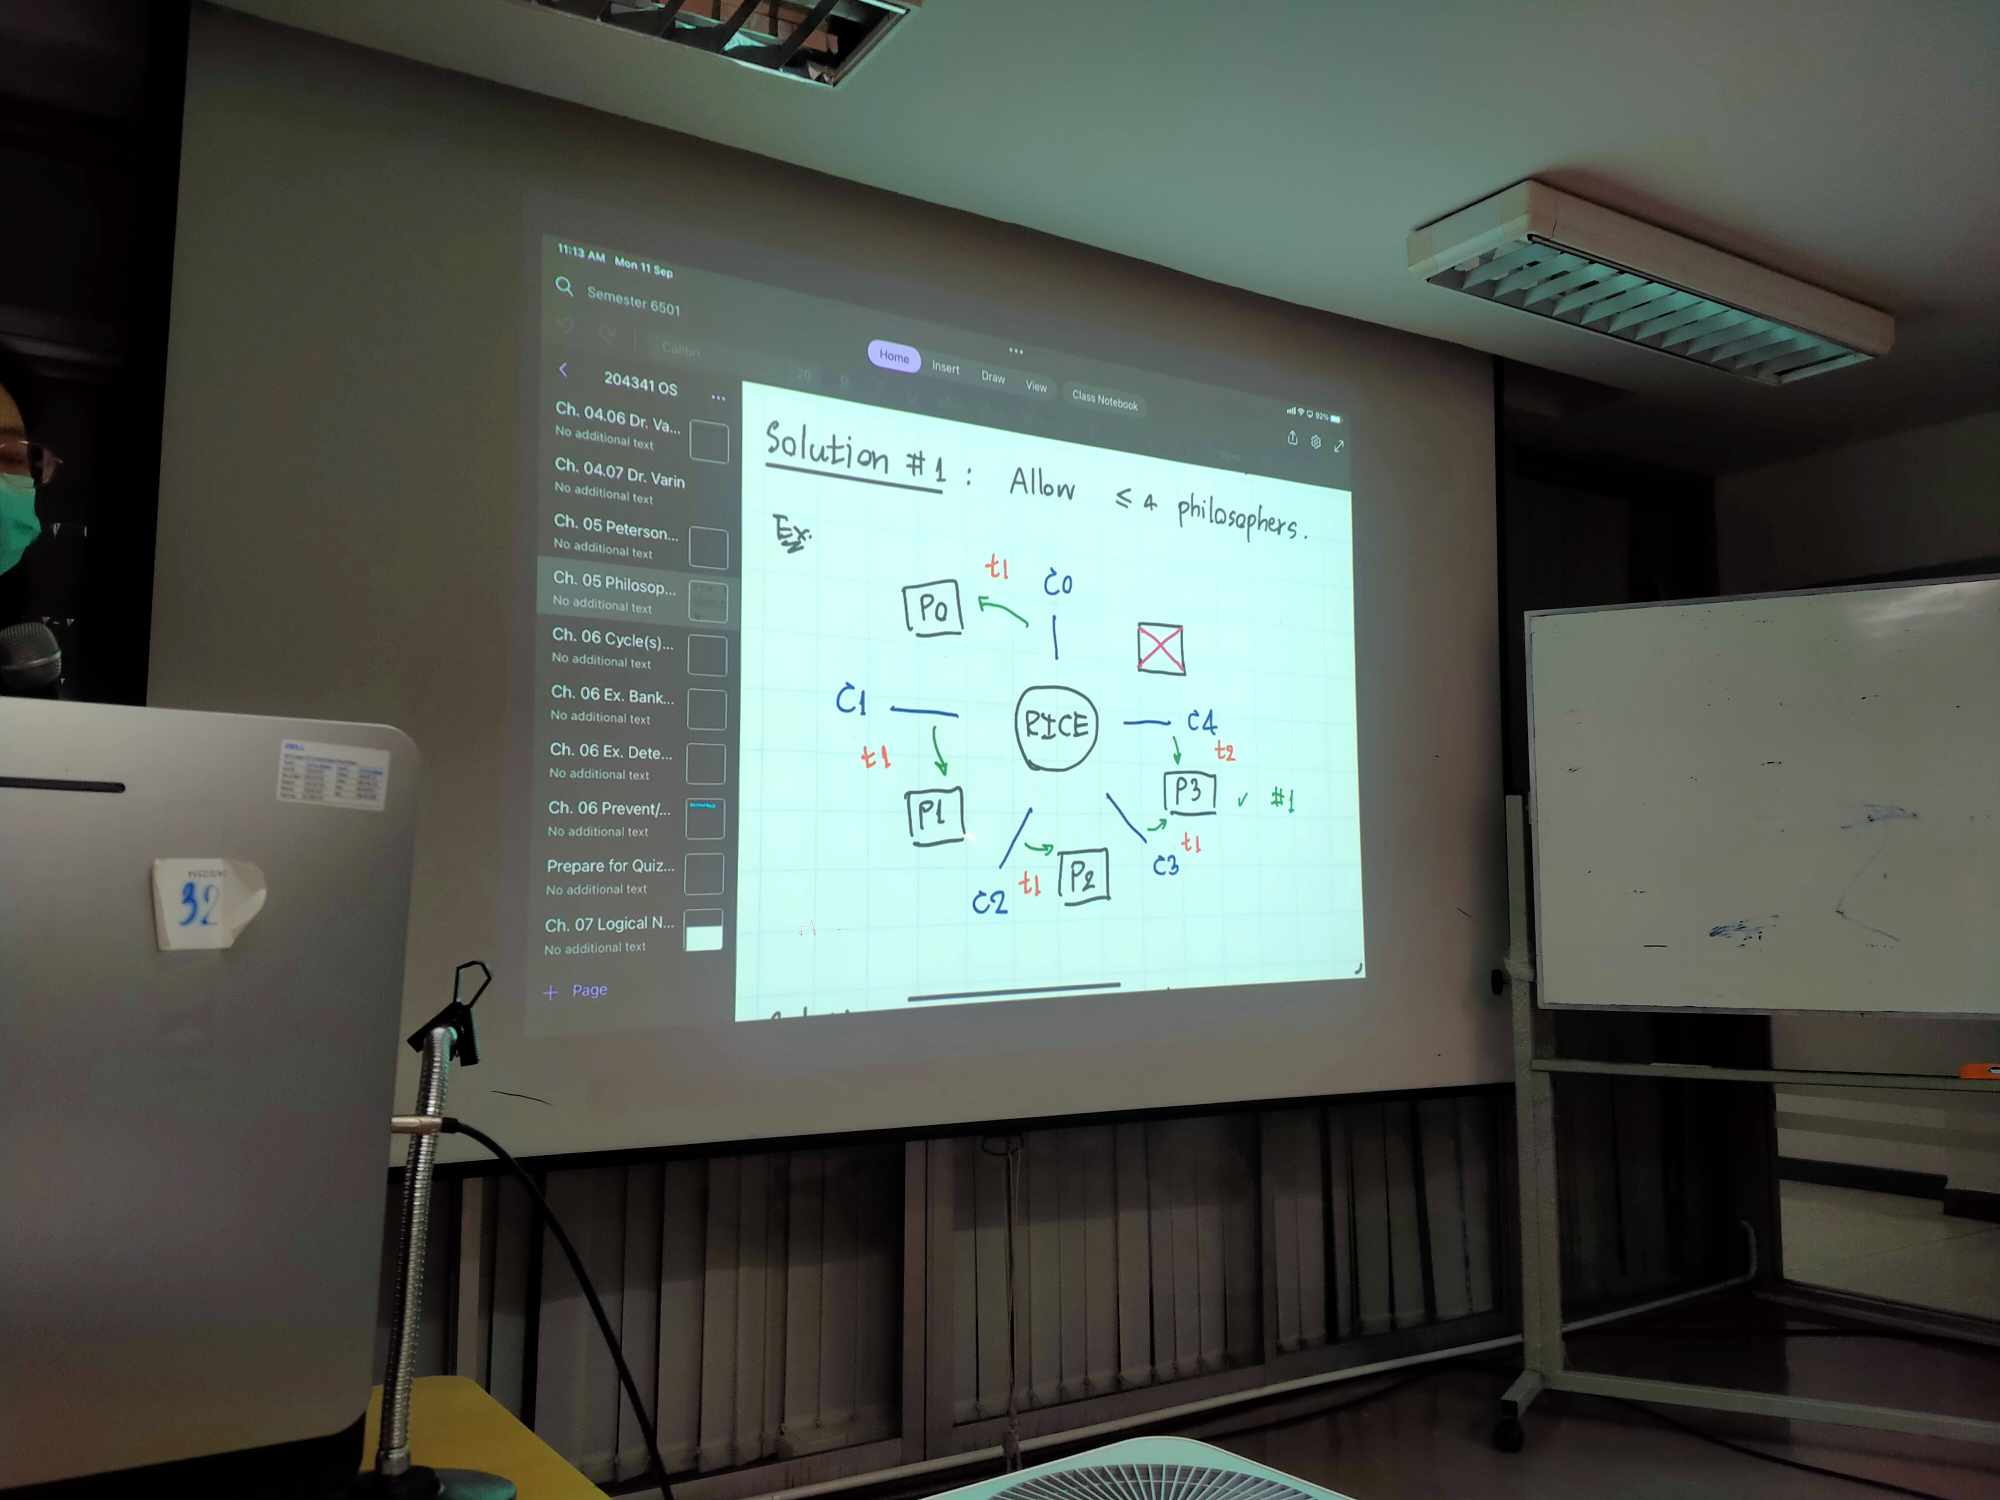 11:13 AM Mon 11 Sep
92%
Semester 6501
Calibri
20
Home Insert Draw View Class Notebook
204341 OS
Ch. 04.06 Dr. Va...
No additional text
Ch. 04.07 Dr. Varin
No additional text
Ch. 05 Peterson...
No additional text
Ch. 05 Philosop...
No additional text
Ch. 06 Cycle(s)...
No additional text
Ch. 06 Ex. Bank...
No additional text
Ch. 06 Ex. Dete...
No additional text
Ch. 06 Prevent/...
No additional text
Prepare for Quiz...
No additional text
Ch. 07 Logical N...
No additional text
+ Page
Solution #1 : Allow ≤ 4 philosophers.
Ex.
t1 C0
P0
C1 RICE C4
t1 t2
P1 P3 ✓ #1
t1
C2 t1 P2 C3
32
DELL